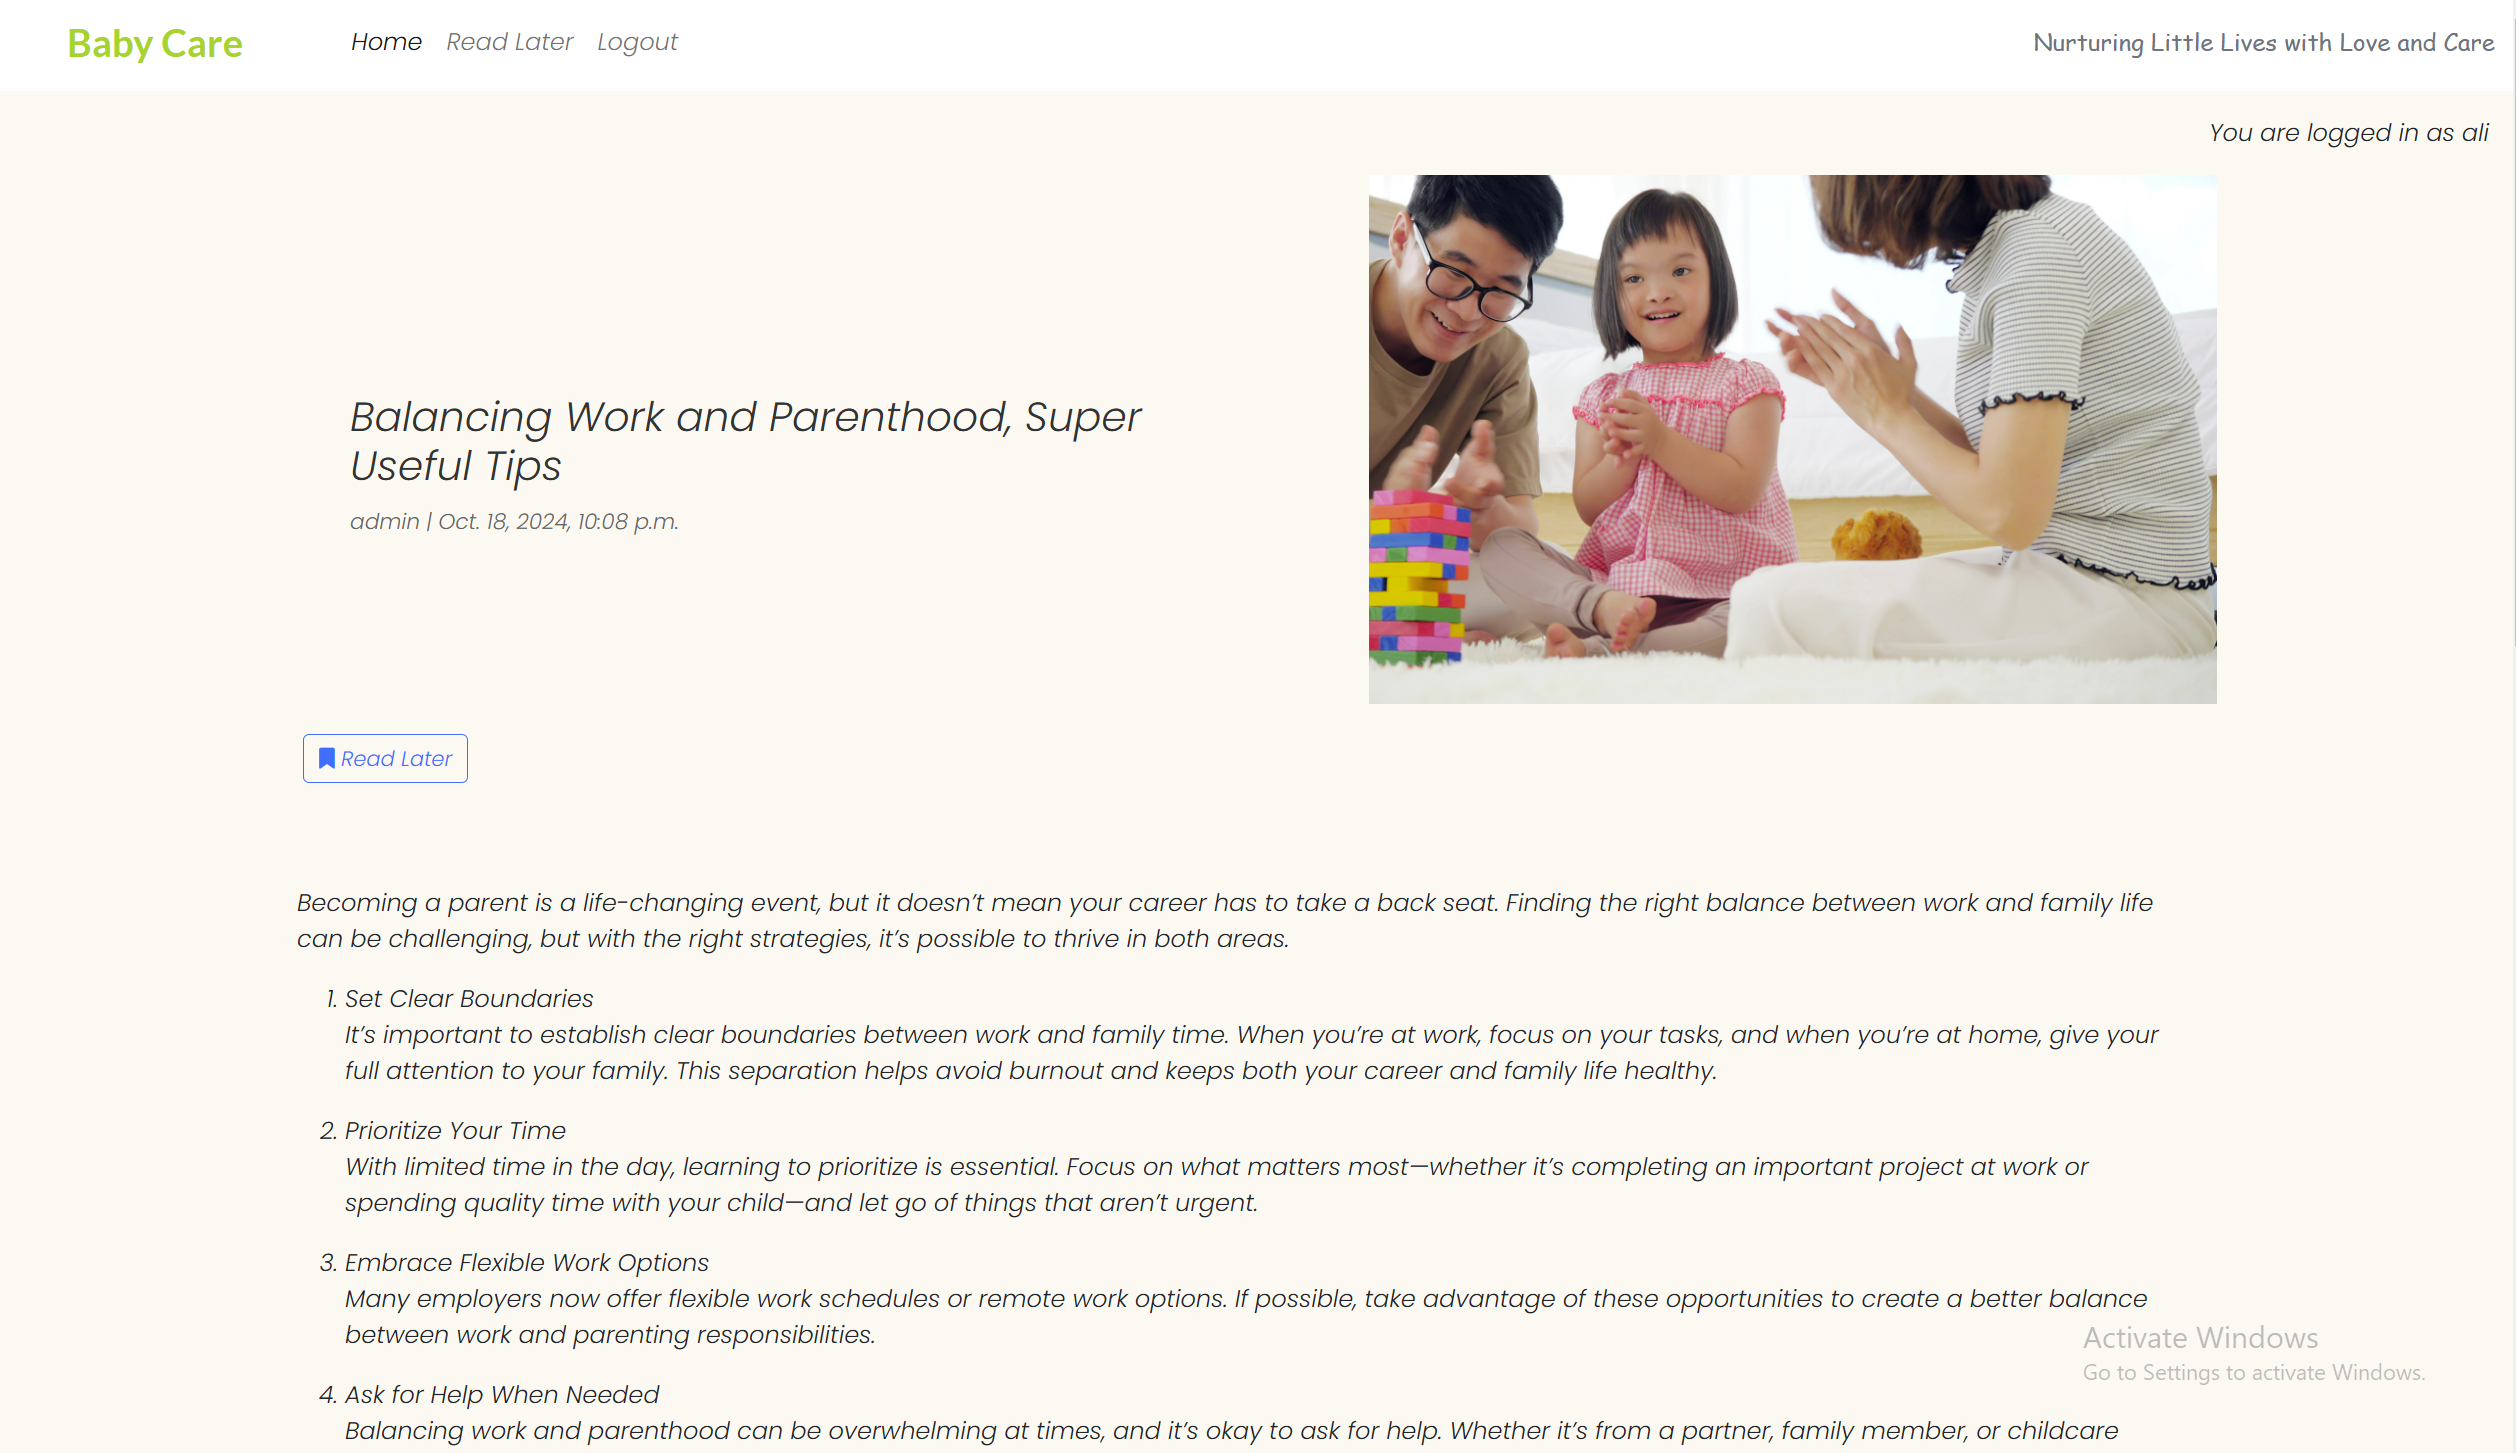 Baby Care
Home Read Later Logout
Nurturing Little Lives with Love and Care
You are logged in as ali
Balancing Work and Parenthood, Super
Useful Tips
admin | Oct. 18, 2024, 10:08 p.m.
Read Later
Becoming a parent is a life-changing event, but it doesn’t mean your career has to take a back seat. Finding the right balance between work and family life
can be challenging, but with the right strategies, it’s possible to thrive in both areas.
1. Set Clear Boundaries
It’s important to establish clear boundaries between work and family time. When you’re at work, focus on your tasks, and when you’re at home, give your
full attention to your family. This separation helps avoid burnout and keeps both your career and family life healthy.
2. Prioritize Your Time
With limited time in the day, learning to prioritize is essential. Focus on what matters most—whether it’s completing an important project at work or
spending quality time with your child—and let go of things that aren’t urgent.
3. Embrace Flexible Work Options
Many employers now offer flexible work schedules or remote work options. If possible, take advantage of these opportunities to create a better balance
between work and parenting responsibilities.
4. Ask for Help When Needed
Balancing work and parenthood can be overwhelming at times, and it’s okay to ask for help. Whether it’s from a partner, family member, or childcare
Activate Windows
Go to Settings to activate Windows.